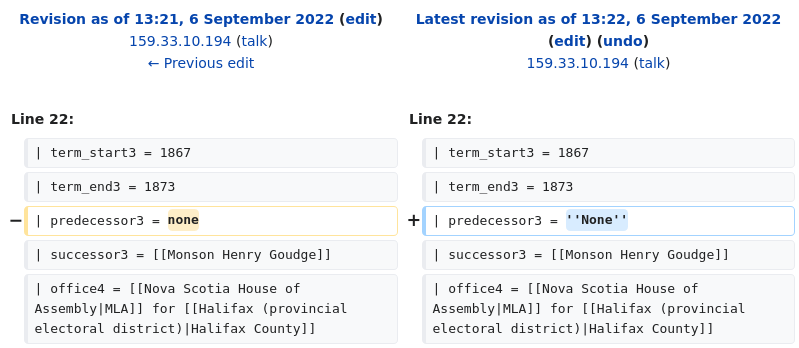 Revision as of 13:21, 6 September 2022 (edit)
159.33.10.194 (talk)
← Previous edit
Latest revision as of 13:22, 6 September 2022
(edit) (undo)
159.33.10.194 (talk)
Line 22:
| term_start3 = 1867
| term_end3 = 1873
− | predecessor3 = none
| successor3 = [[Monson Henry Goudge]]
| office4 = [[Nova Scotia House of
Assembly|MLA]] for [[Halifax (provincial
electoral district)|Halifax County]]
Line 22:
| term_start3 = 1867
| term_end3 = 1873
+ | predecessor3 = ''None''
| successor3 = [[Monson Henry Goudge]]
| office4 = [[Nova Scotia House of
Assembly|MLA]] for [[Halifax (provincial
electoral district)|Halifax County]]